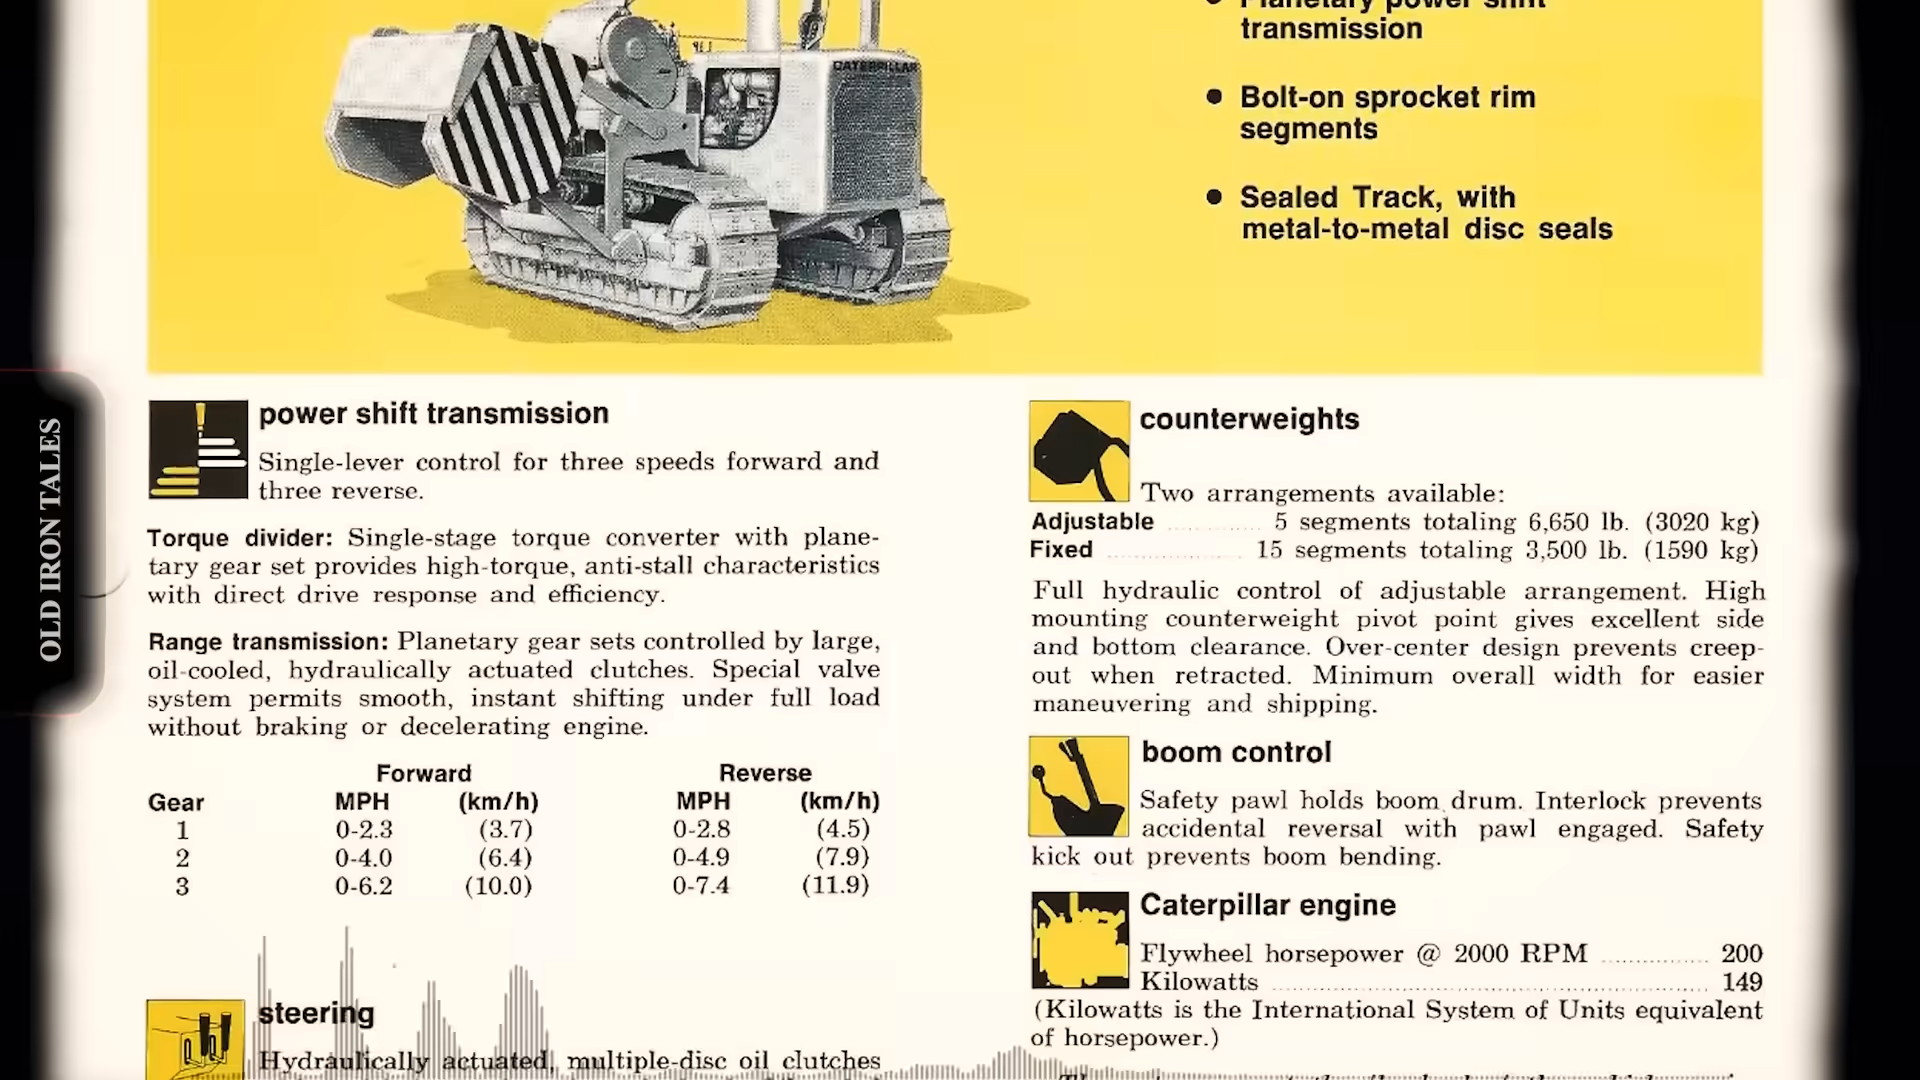 Planetary power shift
transmission
Bolt-on sprocket rim
segments
Sealed Track, with
metal-to-metal disc seals
CATERPILLAR
OLD IRON TALES
power shift transmission
Single-lever control for three speeds forward and
three reverse.
Torque divider: Single-stage torque converter with plane-
tary gear set provides high-torque, anti-stall characteristics
with direct drive response and efficiency.
Range transmission: Planetary gear sets controlled by large,
oil-cooled, hydraulically actuated clutches. Special valve
system permits smooth, instant shifting under full load
without braking or decelerating engine.
Forward Reverse
Gear MPH (km/h) MPH (km/h)
1 0-2.3 (3.7) 0-2.8 (4.5)
2 0-4.0 (6.4) 0-4.9 (7.9)
3 0-6.2 (10.0) 0-7.4 (11.9)
steering
Hydraulically actuated, multiple-disc oil clutches
counterweights
Two arrangements available:
Adjustable .......... 5 segments totaling 6,650 lb. (3020 kg)
Fixed .............. 15 segments totaling 3,500 lb. (1590 kg)
Full hydraulic control of adjustable arrangement. High
mounting counterweight pivot point gives excellent side
and bottom clearance. Over-center design prevents creep-
out when retracted. Minimum overall width for easier
maneuvering and shipping.
boom control
Safety pawl holds boom drum. Interlock prevents
accidental reversal with pawl engaged. Safety
kick out prevents boom bending.
Caterpillar engine
Flywheel horsepower @ 2000 RPM .............. 200
Kilowatts .............. 149
(Kilowatts is the International System of Units equivalent
of horsepower.)